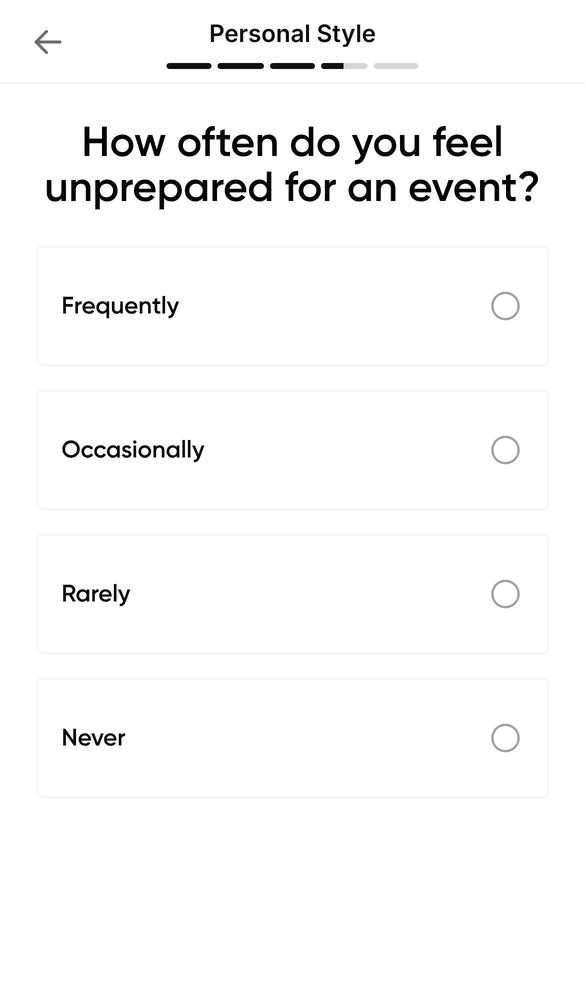 Personal Style
How often do you feel
unprepared for an event?
Frequently
Occasionally
Rarely
Never